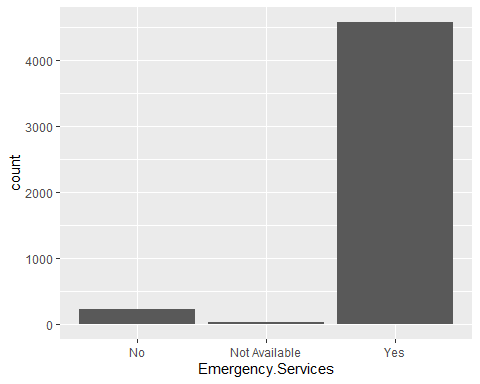 count
4000
3000
2000
1000
0
No
Not Available
Yes
Emergency.Services